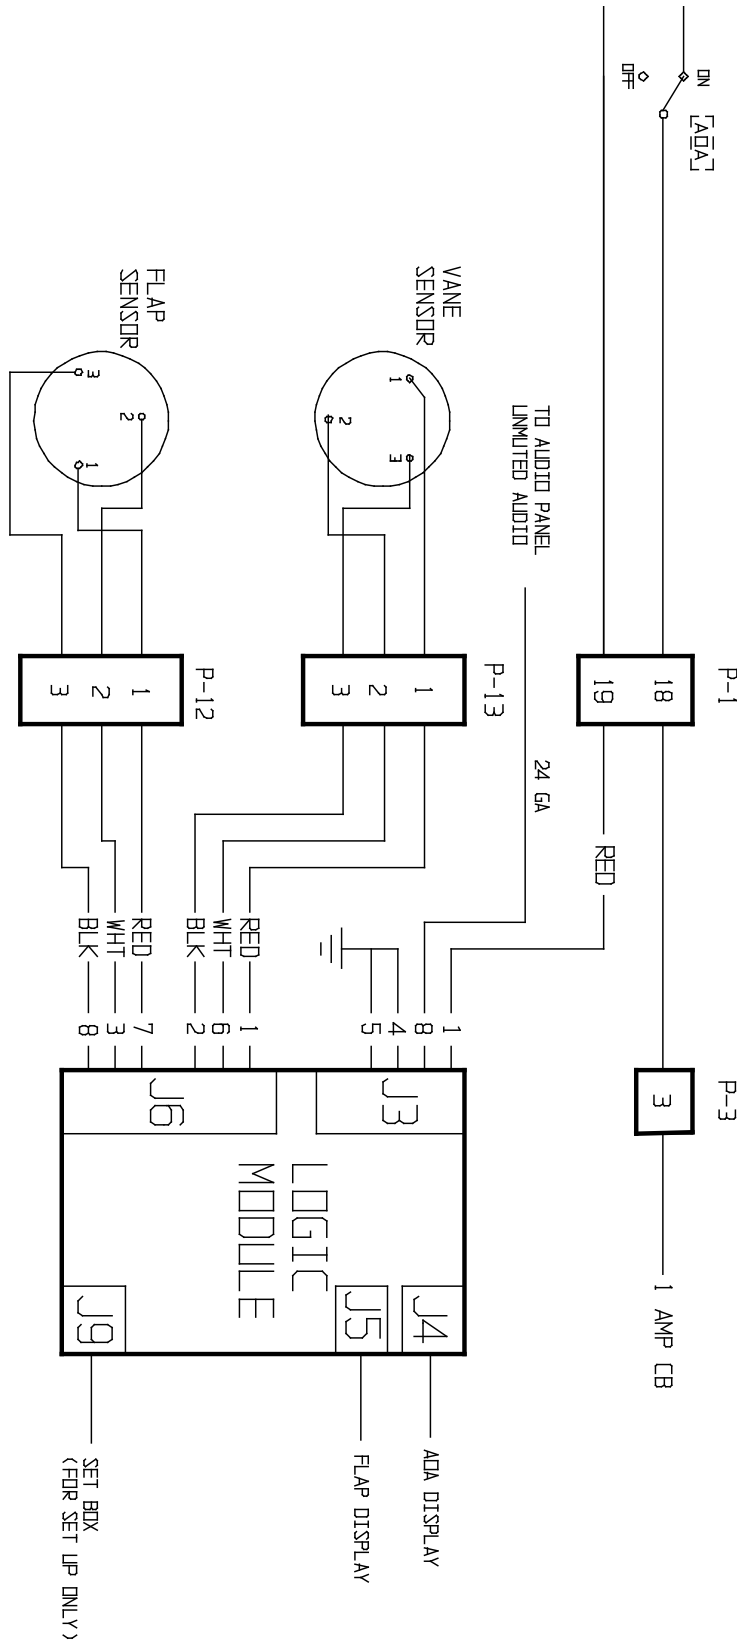 P-1
P-3
[AOA]
ON
OFF
18
19
3
1 AMP CB
RED
24 GA
TO AUDIO PANEL
UNMUTED AUDIO
VANE
SENSOR
1
3
2
P-13
1
2
3
1
8
4
5
J3
J4
AOA DISPLAY
J5
FLAP DISPLAY
LOGIC
MODULE
RED
WHT
BLK
1
6
2
J6
FLAP
SENSOR
2
3
1
P-12
1
2
3
RED
WHT
BLK
7
3
8
J9
SET BOX
(FOR SET UP ONLY)